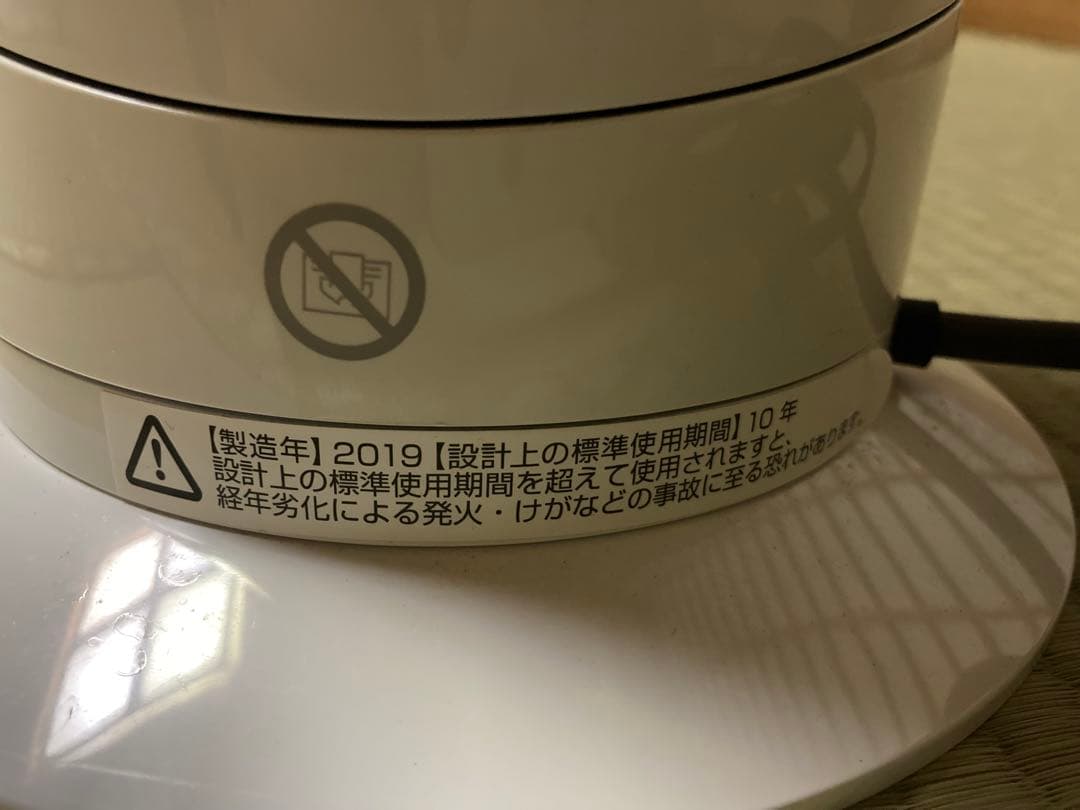 【製造年】2019【設計上の標準使用期間】10年
設計上の標準使用期間を超えて使用されますと、
経年劣化による発火・けがなどの事故に至る恐れがあります。